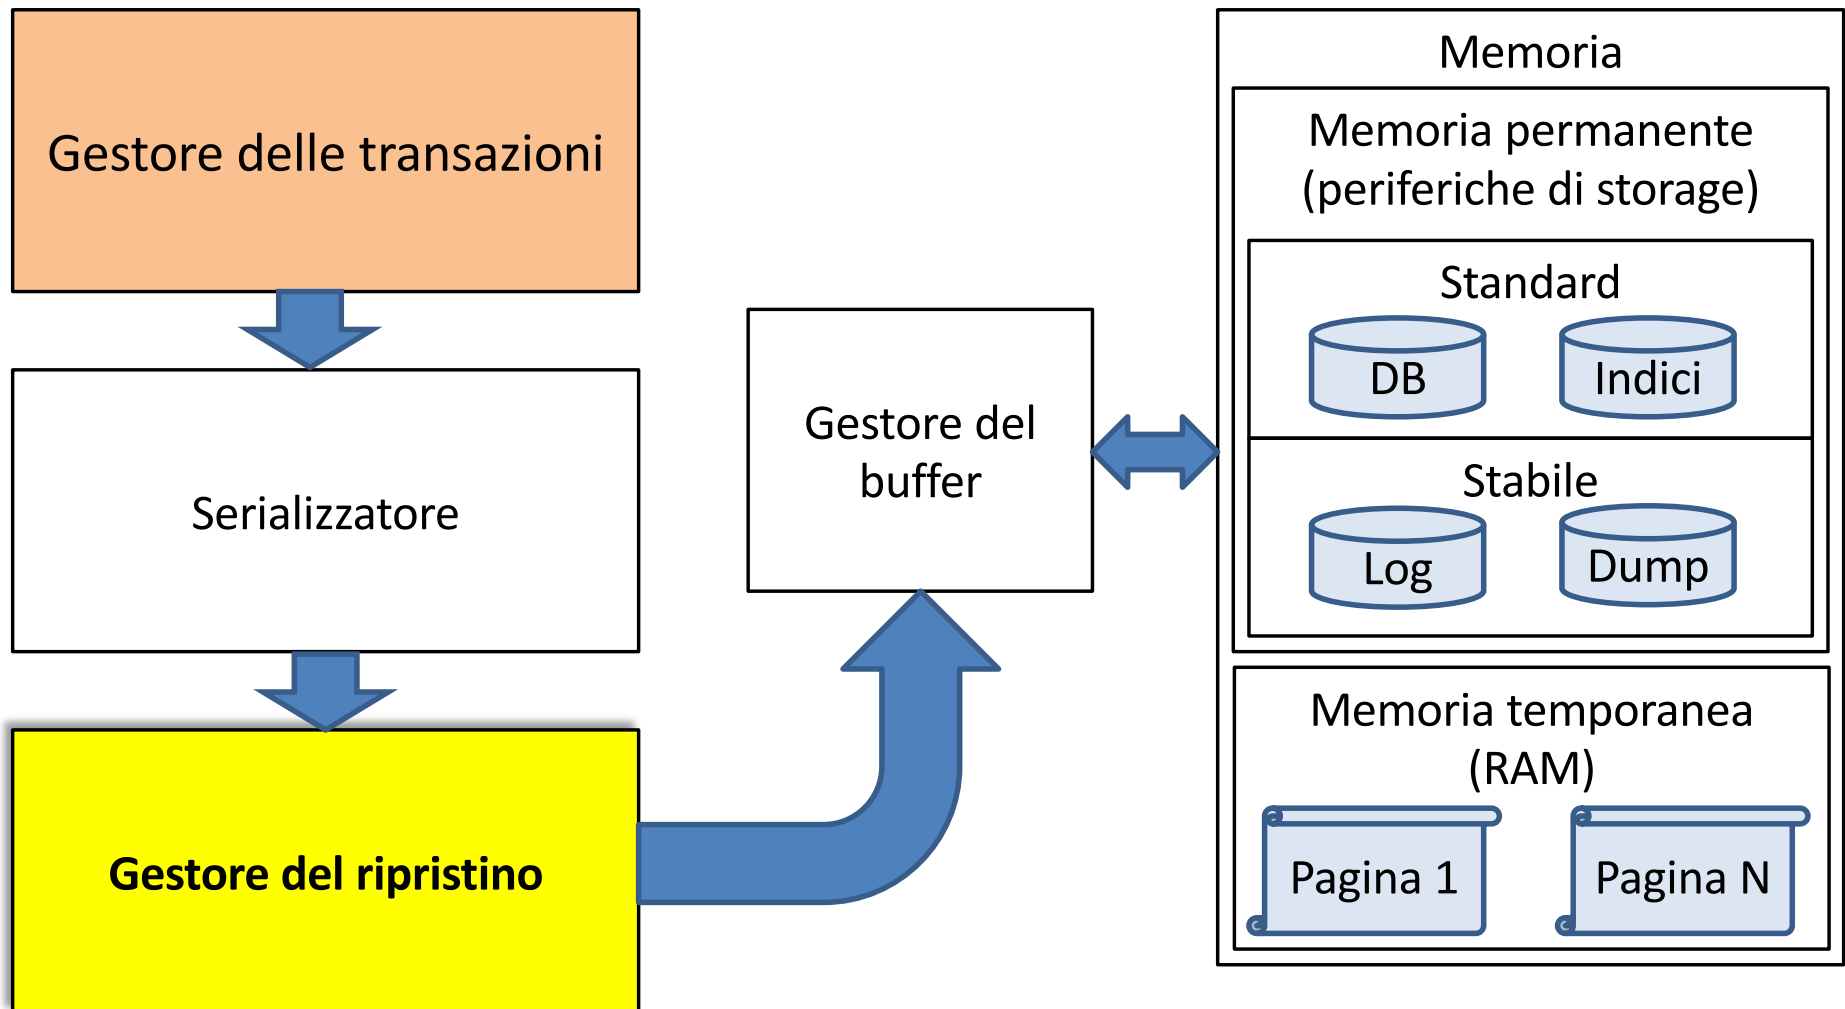 Gestore delle transazioni
Serializzatore
Gestore del ripristino
Gestore del
buffer
Memoria
Memoria permanente
(periferiche di storage)
Standard
DB
Indici
Stabile
Log
Dump
Memoria temporanea
(RAM)
Pagina 1
Pagina N